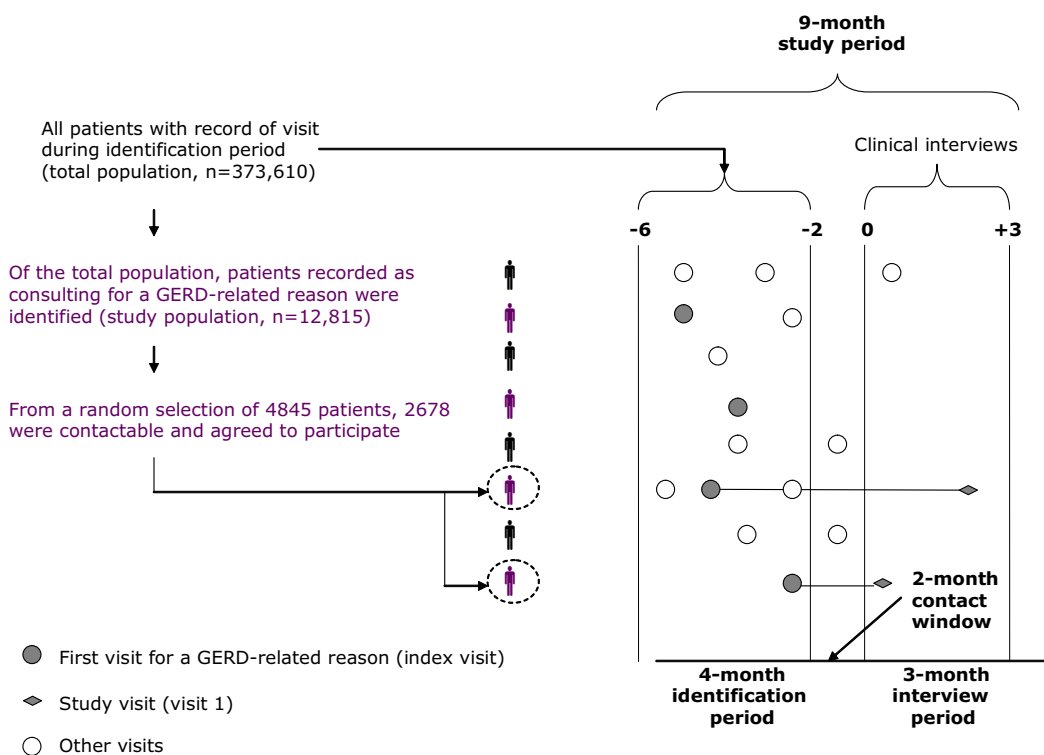 9-month
study period
All patients with record of visit
during identification period
(total population, n=373,610)
Clinical interviews
-6
-2
0
+3
Of the total population, patients recorded as
consulting for a GERD-related reason were
identified (study population, n=12,815)
From a random selection of 4845 patients, 2678
were contactable and agreed to participate
2-month
contact
window
First visit for a GERD-related reason (index visit)
Study visit (visit 1)
Other visits
4-month
identification
period
3-month
interview
period